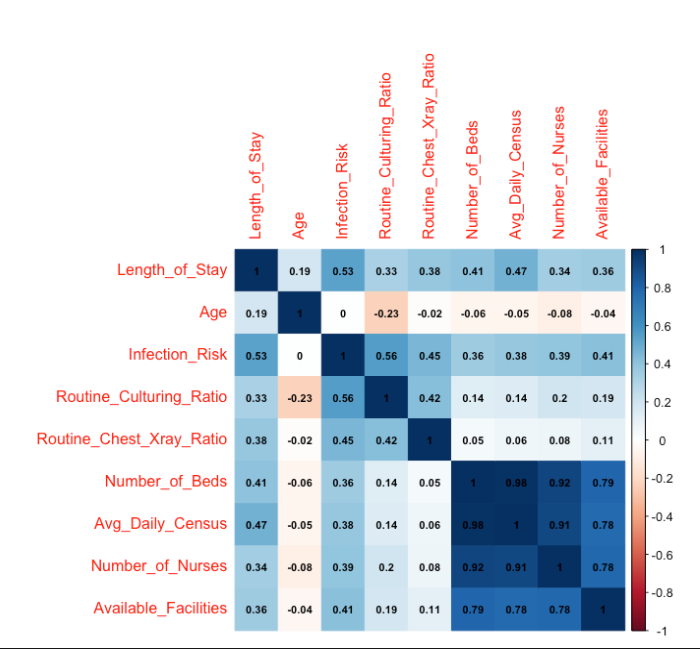 Length_of_Stay
Age
Infection_Risk
Routine_Culturing_Ratio
Routine_Chest_Xray_Ratio
Number_of_Beds
Avg_Daily_Census
Number_of_Nurses
Available_Facilities
Length_of_Stay 1 0.19 0.53 0.33 0.38 0.41 0.47 0.34 0.36
Age 0.19 1 0 -0.23 -0.02 -0.06 -0.05 -0.08 -0.04
Infection_Risk 0.53 0 1 0.56 0.45 0.36 0.38 0.39 0.41
Routine_Culturing_Ratio 0.33 -0.23 0.56 1 0.42 0.14 0.14 0.2 0.19
Routine_Chest_Xray_Ratio 0.38 -0.02 0.45 0.42 1 0.05 0.06 0.08 0.11
Number_of_Beds 0.41 -0.06 0.36 0.14 0.05 1 0.98 0.92 0.79
Avg_Daily_Census 0.47 -0.05 0.38 0.14 0.06 0.98 1 0.91 0.78
Number_of_Nurses 0.34 -0.08 0.39 0.2 0.08 0.92 0.91 1 0.78
Available_Facilities 0.36 -0.04 0.41 0.19 0.11 0.79 0.78 0.78 1
1
0.8
0.6
0.4
0.2
0
-0.2
-0.4
-0.6
-0.8
-1